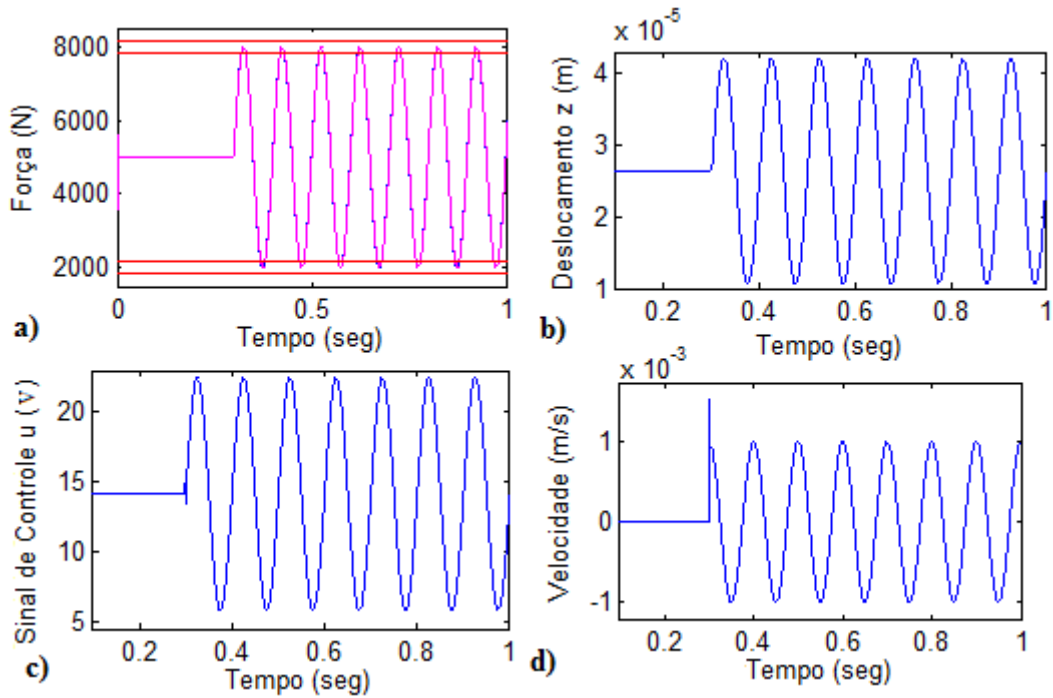 8000
6000
4000
2000
Força (N)
0
0.5
1
Tempo (seg)
a)
x 10⁻⁵
4
3
2
1
Deslocamento z (m)
0.2
0.4
0.6
0.8
1
Tempo (seg)
b)
20
15
10
5
Sinal de Controle u (v)
0.2
0.4
0.6
0.8
1
Tempo (seg)
c)
x 10⁻³
1
0
-1
Velocidade (m/s)
0.2
0.4
0.6
0.8
1
Tempo (seg)
d)